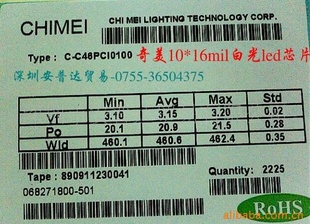 CHIMEI
CHI MEI LIGHTING TECHNOLOGY CORP.
Type : C-C46PCI0100
奇美10*16mil白光led芯片
深圳安普达号-0755-36504375
Min Avg Max Std
Vf 3.10 3.15 3.20 0.02
Po 20.1 20.9 21.5 0.28
Wld 460.1 460.6 462.4 0.35
Tape : 890911230041
Quantity: 2225
06B271800-501
RoHS
alibaba.com.cn